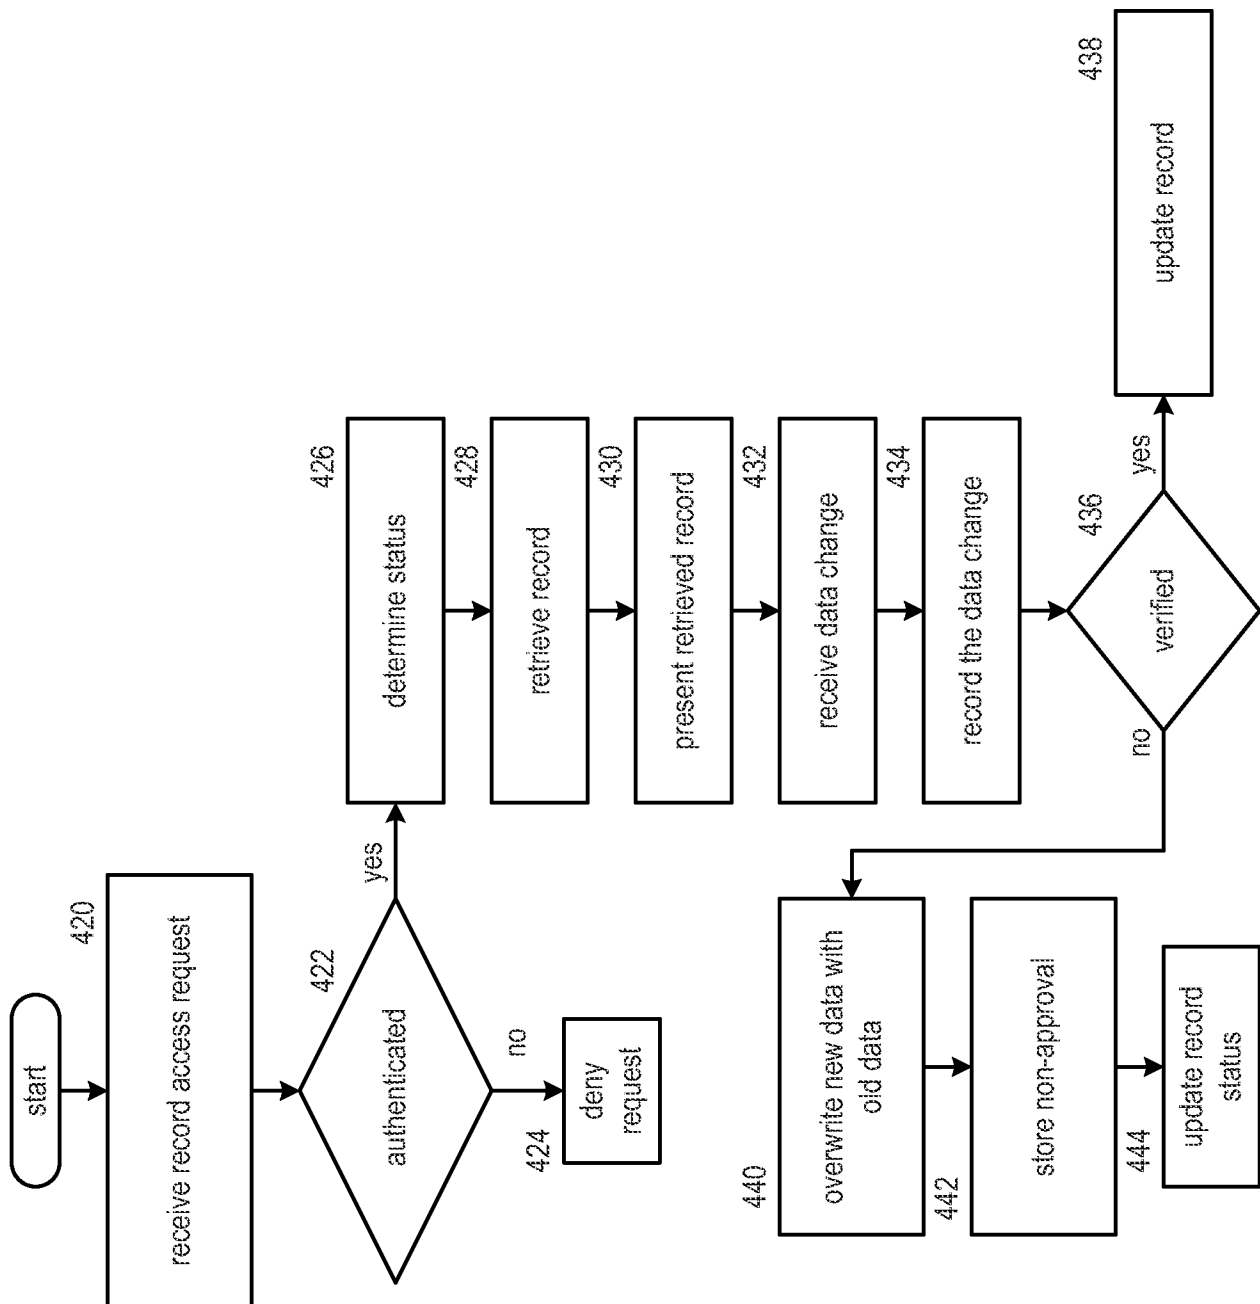 start
420
receive record access request
422
authenticated
yes
no
424
deny
request
426
determine status
428
retrieve record
430
present retrieved record
432
receive data change
434
record the data change
436
verified
yes
no
438
update record
440
overwrite new data with
old data
442
store non-approval
444
update record
status